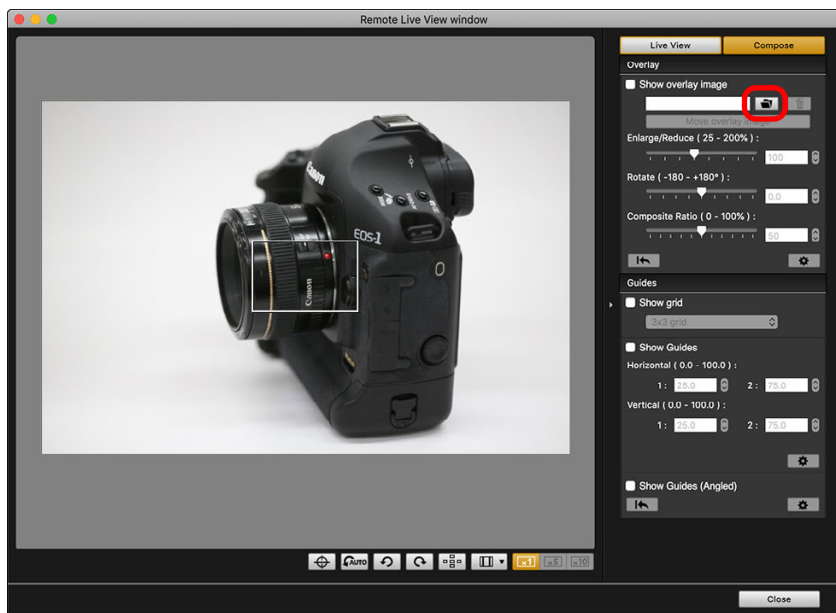 Remote Live View window
Live View Compose
Overlay
Show overlay image
Move overlay image
Enlarge/Reduce ( 25 - 200% ) :
100
Rotate ( -180 - +180° ) :
0.0
Composite Ratio ( 0 - 100% ) :
50
Guides
Show grid
3x3 grid
Show Guides
Horizontal ( 0.0 - 100.0 ) :
1 : 25.0 2 : 75.0
Vertical ( 0.0 - 100.0 ) :
1 : 25.0 2 : 75.0
Show Guides (Angled)
Canon
EOS-1
Canon
AUTO x1 x5 x10
Close